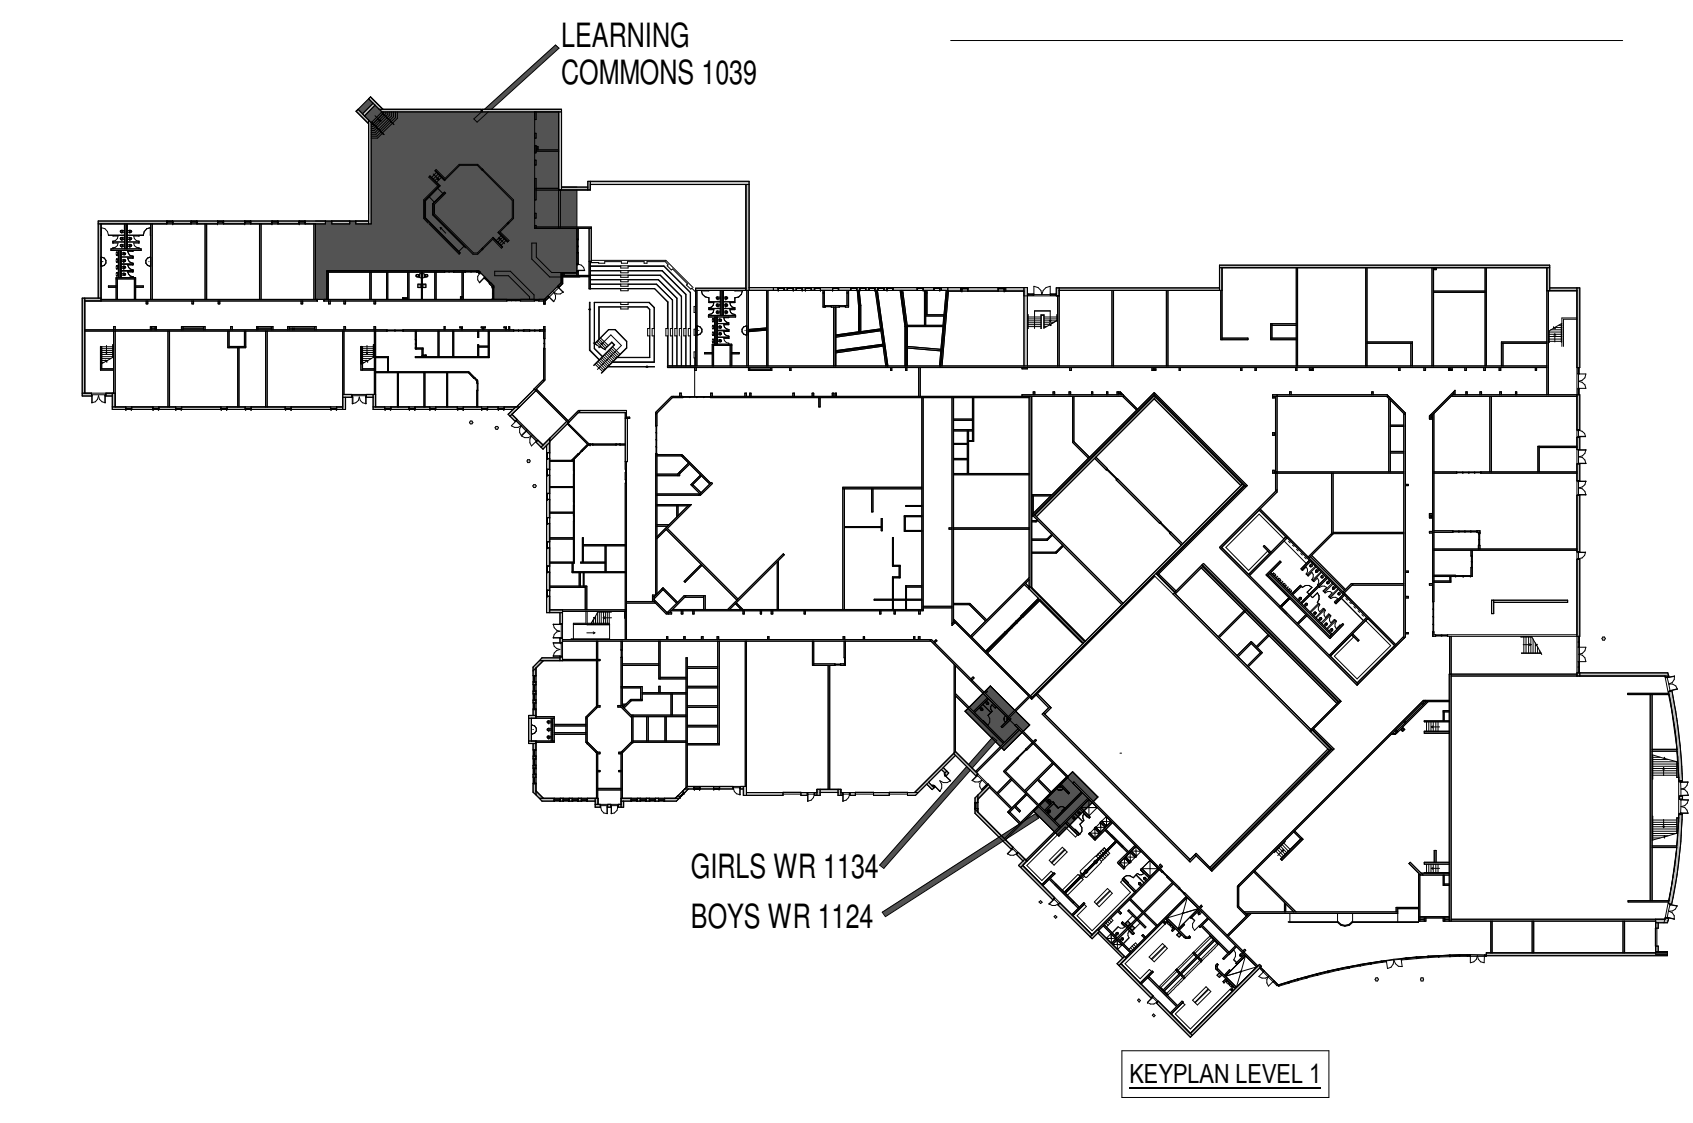 LEARNING
COMMONS 1039
GIRLS WR 1134
BOYS WR 1124
KEYPLAN LEVEL 1